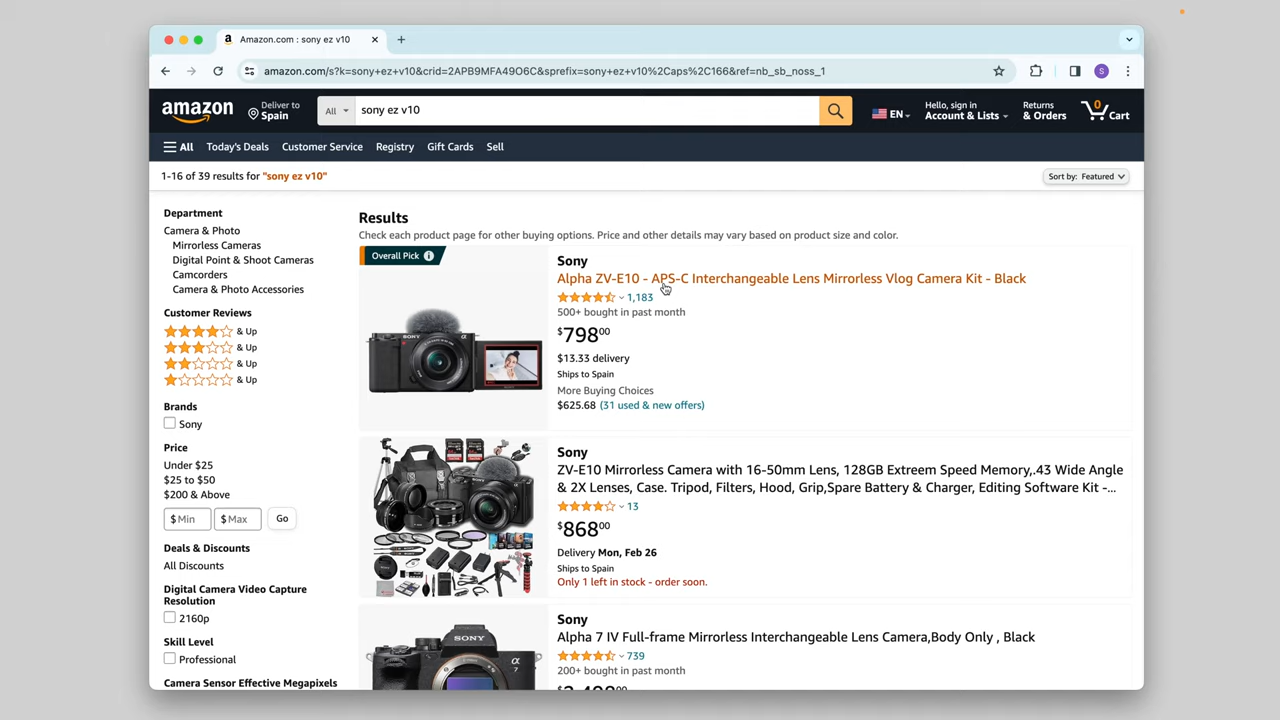 Amazon.com : sony ez v10
amazon.com/s?k=sony+ez+v10&crid=2APB9MFA49O6C&sprefix=sony+ez+v10%2Caps%2C166&ref=nb_sb_noss_1
S
amazon
Deliver to
Spain
All
sony ez v10
EN
Hello, sign in
Account & Lists
Returns
& Orders
0
Cart
All
Today's Deals
Customer Service
Registry
Gift Cards
Sell
1-16 of 39 results for "sony ez v10"
Sort by: Featured
Department
Camera & Photo
Mirrorless Cameras
Digital Point & Shoot Cameras
Camcorders
Camera & Photo Accessories
Customer Reviews
& Up
& Up
& Up
& Up
Brands
Sony
Price
Under $25
$25 to $50
$200 & Above
$ Min
$ Max
Go
Deals & Discounts
All Discounts
Digital Camera Video Capture
Resolution
2160p
Skill Level
Professional
Camera Sensor Effective Megapixels
Results
Check each product page for other buying options. Price and other details may vary based on product size and color.
Overall Pick
SONY
Sony
Alpha ZV-E10 - APS-C Interchangeable Lens Mirrorless Vlog Camera Kit - Black
1,183
500+ bought in past month
$79800
$13.33 delivery
Ships to Spain
More Buying Choices
$625.68 (31 used & new offers)
Sony
ZV-E10 Mirrorless Camera with 16-50mm Lens, 128GB Extreem Speed Memory,.43 Wide Angle
& 2X Lenses, Case. Tripod, Filters, Hood, Grip,Spare Battery & Charger, Editing Software Kit -...
13
$86800
Delivery Mon, Feb 26
Ships to Spain
Only 1 left in stock - order soon.
SONY
α
7
Sony
Alpha 7 IV Full-frame Mirrorless Interchangeable Lens Camera,Body Only , Black
739
200+ bought in past month